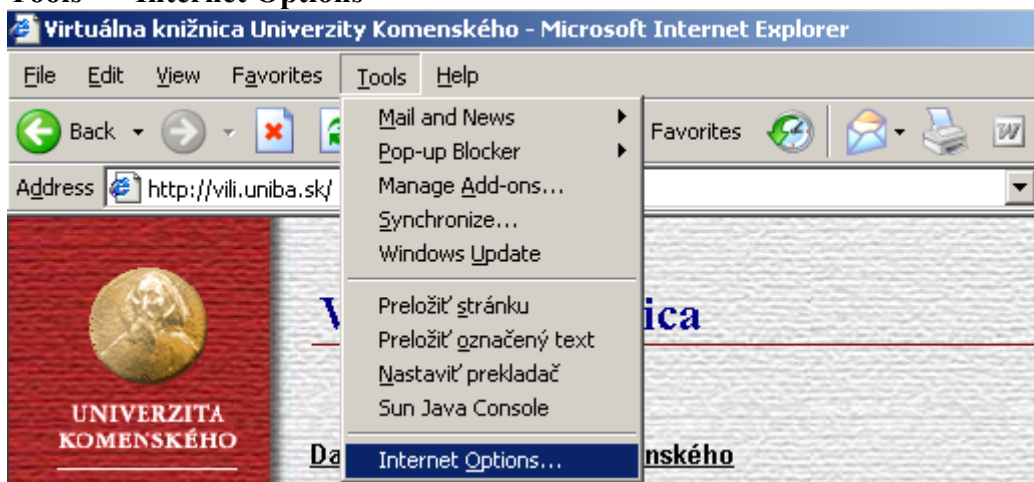 Tools Internet Options
Virtuálna knižnica Univerzity Komenského - Microsoft Internet Explorer
File Edit View Favorites Tools Help
Back Favorites
Address http://vili.uniba.sk/
Mail and News
Pop-up Blocker
Manage Add-ons...
Synchronize...
Windows Update
Preložiť stránku
Preložiť označený text
Nastaviť prekladač
Sun Java Console
Internet Options...
V ica
UNIVERZITA
KOMENSKÉHO
Da nského